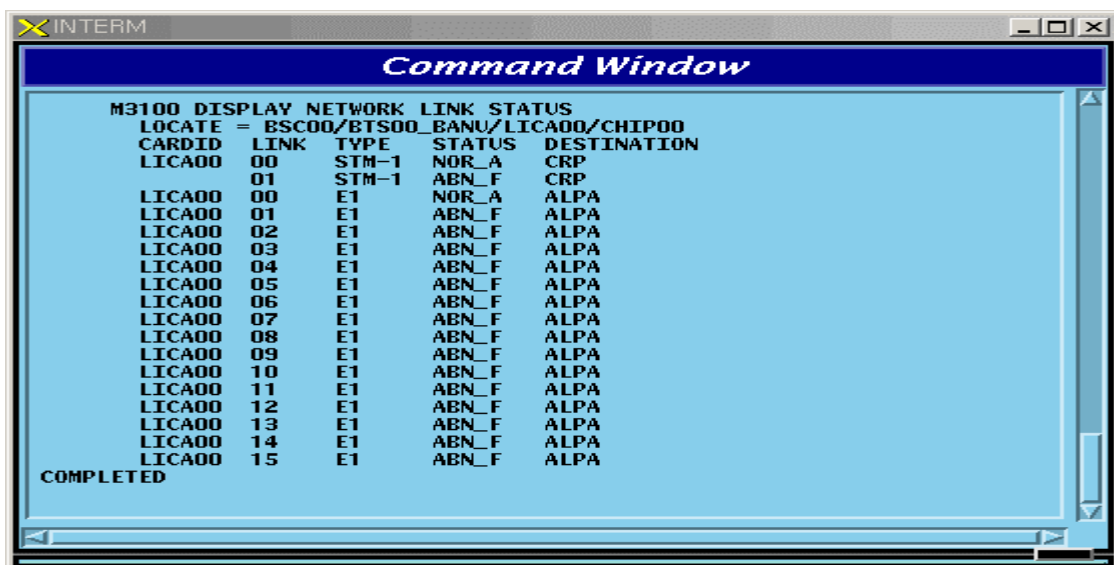 INTERM
Command Window
M3100 DISPLAY NETWORK LINK STATUS
LOCATE = BSC00/BTS00_BANU/LICA00/CHIP00
CARDID LINK TYPE STATUS DESTINATION
LICA00 00 STM-1 NOR_A CRP
01 STM-1 ABN_F CRP
LICA00 00 E1 NOR_A ALPA
LICA00 01 E1 ABN_F ALPA
LICA00 02 E1 ABN_F ALPA
LICA00 03 E1 ABN_F ALPA
LICA00 04 E1 ABN_F ALPA
LICA00 05 E1 ABN_F ALPA
LICA00 06 E1 ABN_F ALPA
LICA00 07 E1 ABN_F ALPA
LICA00 08 E1 ABN_F ALPA
LICA00 09 E1 ABN_F ALPA
LICA00 10 E1 ABN_F ALPA
LICA00 11 E1 ABN_F ALPA
LICA00 12 E1 ABN_F ALPA
LICA00 13 E1 ABN_F ALPA
LICA00 14 E1 ABN_F ALPA
LICA00 15 E1 ABN_F ALPA
COMPLETED